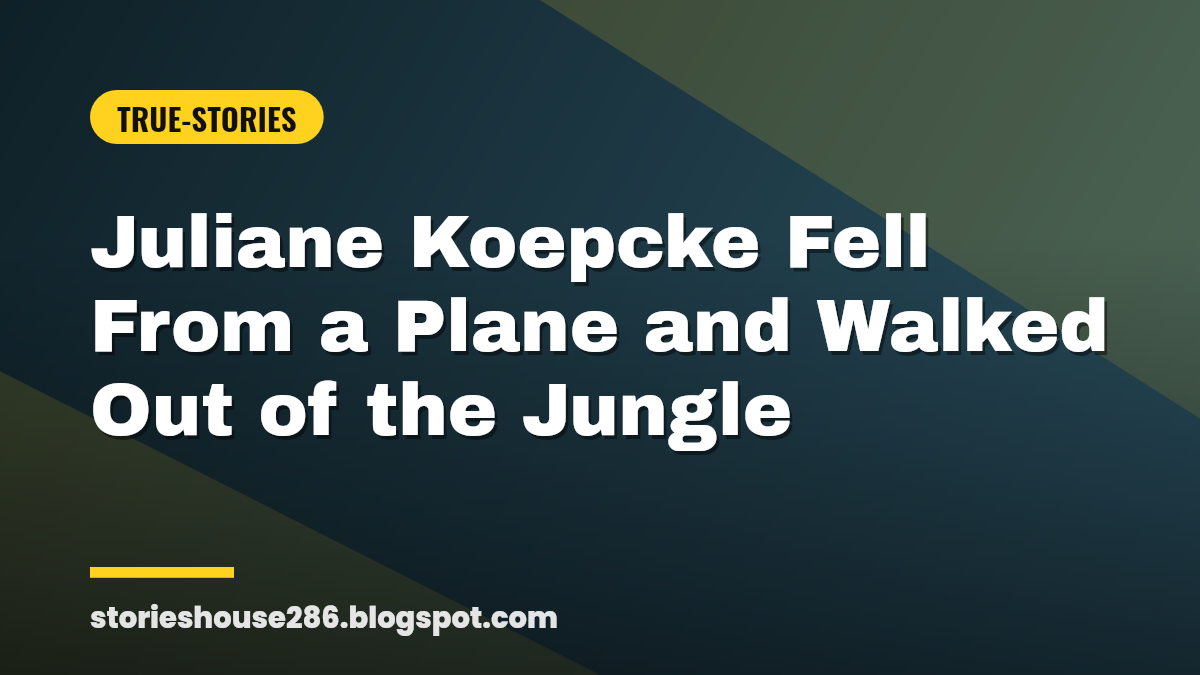 TRUE-STORIES
Juliane Koepcke Fell
From a Plane and Walked
Out of the Jungle
storieshouse286.blogspot.com